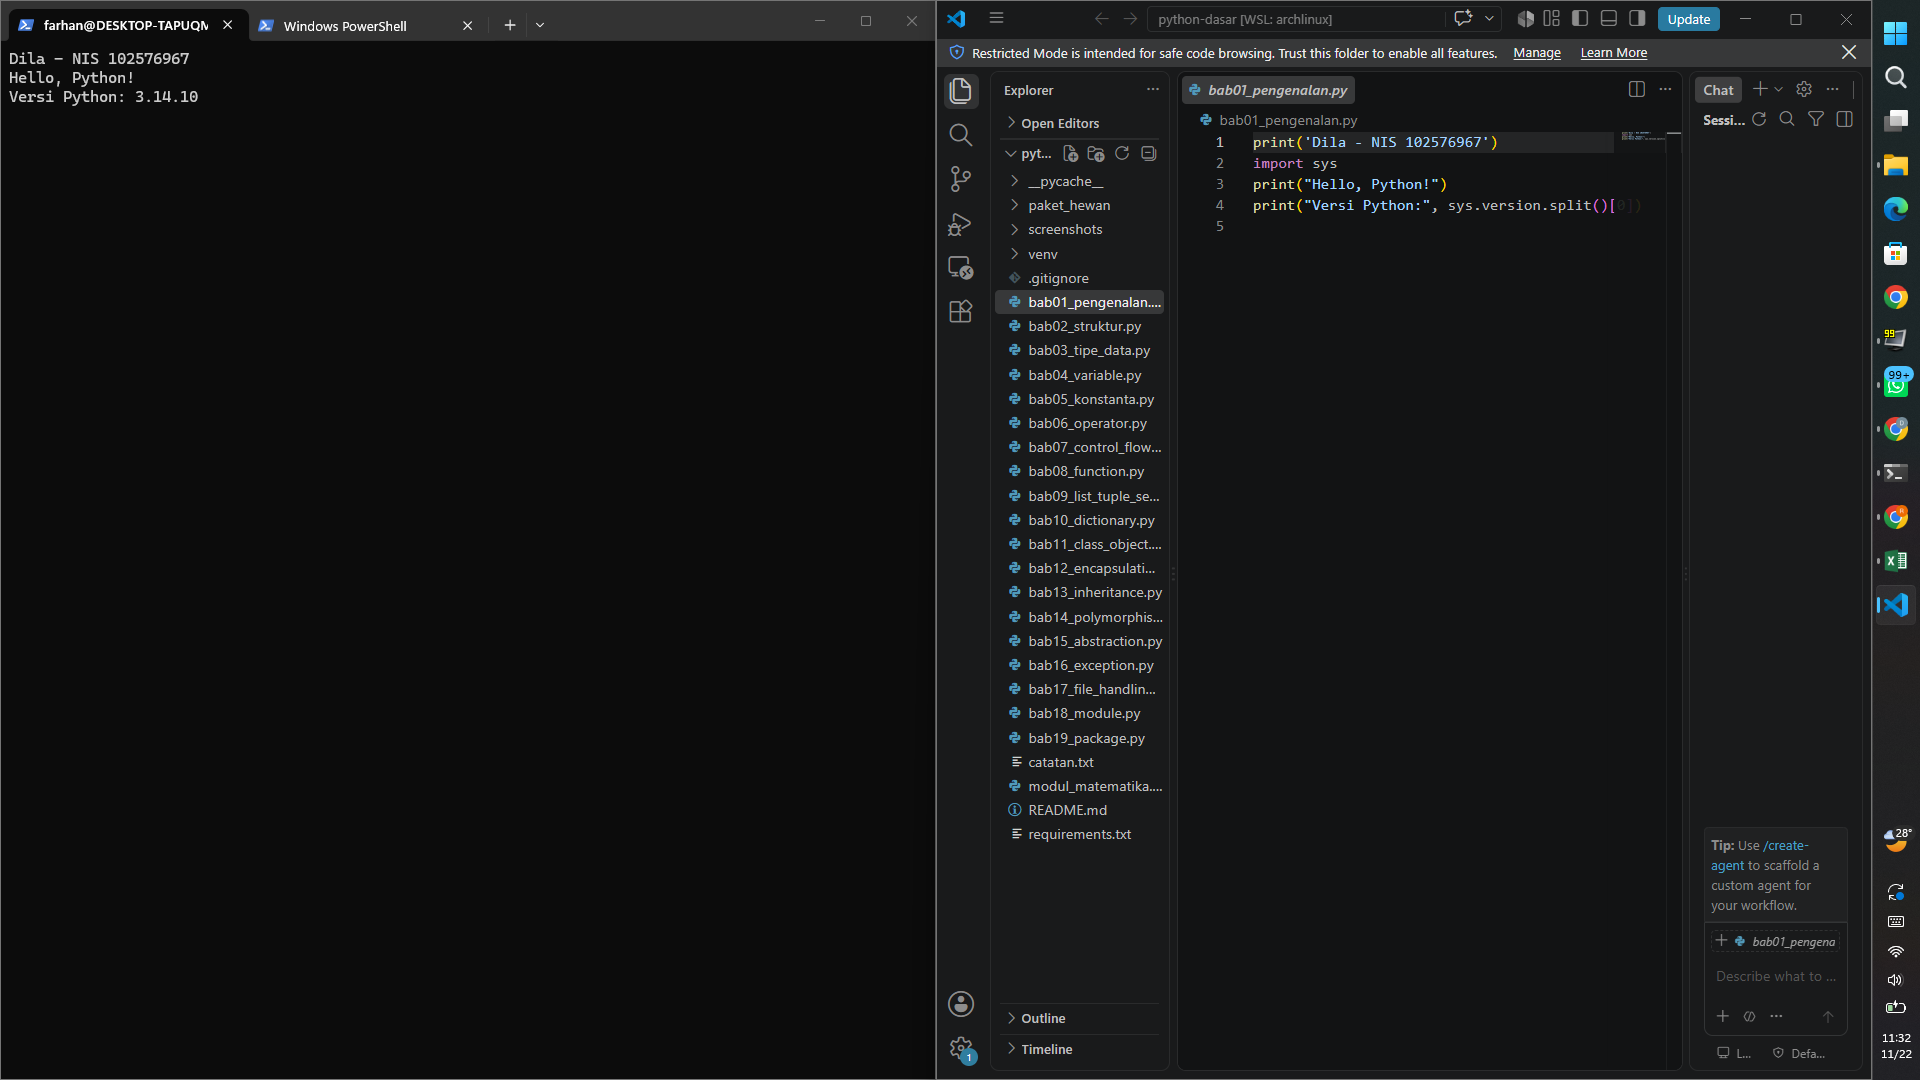 farhan@DESKTOP-TAPUQM
Windows PowerShell
Dila - NIS 102576967
Hello, Python!
Versi Python: 3.14.10
python-dasar [WSL: archlinux]
Update
Restricted Mode is intended for safe code browsing. Trust this folder to enable all features.
Manage
Learn More
Explorer
Open Editors
pyt...
__pycache__
paket_hewan
screenshots
venv
.gitignore
bab01_pengenalan....
bab02_struktur.py
bab03_tipe_data.py
bab04_variable.py
bab05_konstanta.py
bab06_operator.py
bab07_control_flow...
bab08_function.py
bab09_list_tuple_se...
bab10_dictionary.py
bab11_class_object....
bab12_encapsulati...
bab13_inheritance.py
bab14_polymorphis...
bab15_abstraction.py
bab16_exception.py
bab17_file_handlin...
bab18_module.py
bab19_package.py
catatan.txt
modul_matematika....
README.md
requirements.txt
Outline
Timeline
1
bab01_pengenalan.py
bab01_pengenalan.py
1 print('Dila - NIS 102576967')
2 import sys
3 print("Hello, Python!")
4 print("Versi Python:", sys.version.split()[0])
5
Chat
Sessi...
Tip: Use /create-
agent to scaffold a
custom agent for
your workflow.
bab01_pengena
Describe what to ...
L...
Defa...
99
99+
D
R
28°
11:32
11/22